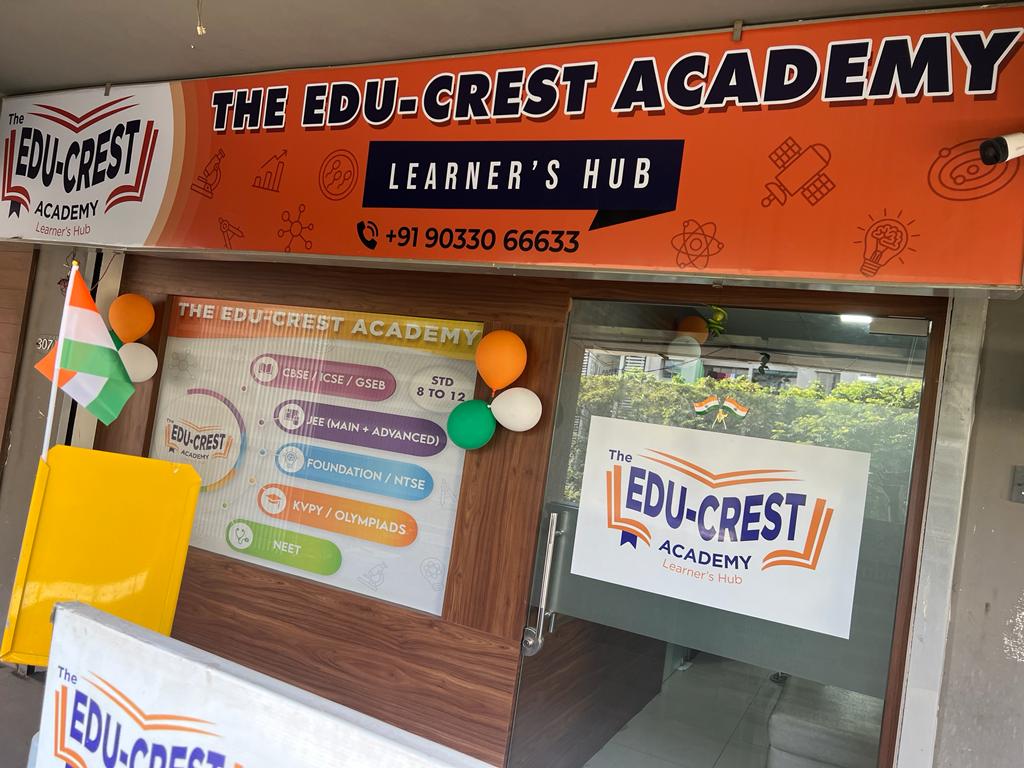 The
EDU-CREST
ACADEMY
Learner's Hub
THE EDU-CREST ACADEMY
LEARNER'S HUB
+91 90330 66633
307
THE EDU-CREST ACADEMY
CBSE / ICSE / GSEB
STD
8 TO 12
JEE (MAIN + ADVANCED)
FOUNDATION / NTSE
KVPY / OLYMPIADS
NEET
The
EDU-CREST
ACADEMY
Learner's Hub
The
EDU-CREST
ACADEMY
Learner's Hub
The
EDU-CREST